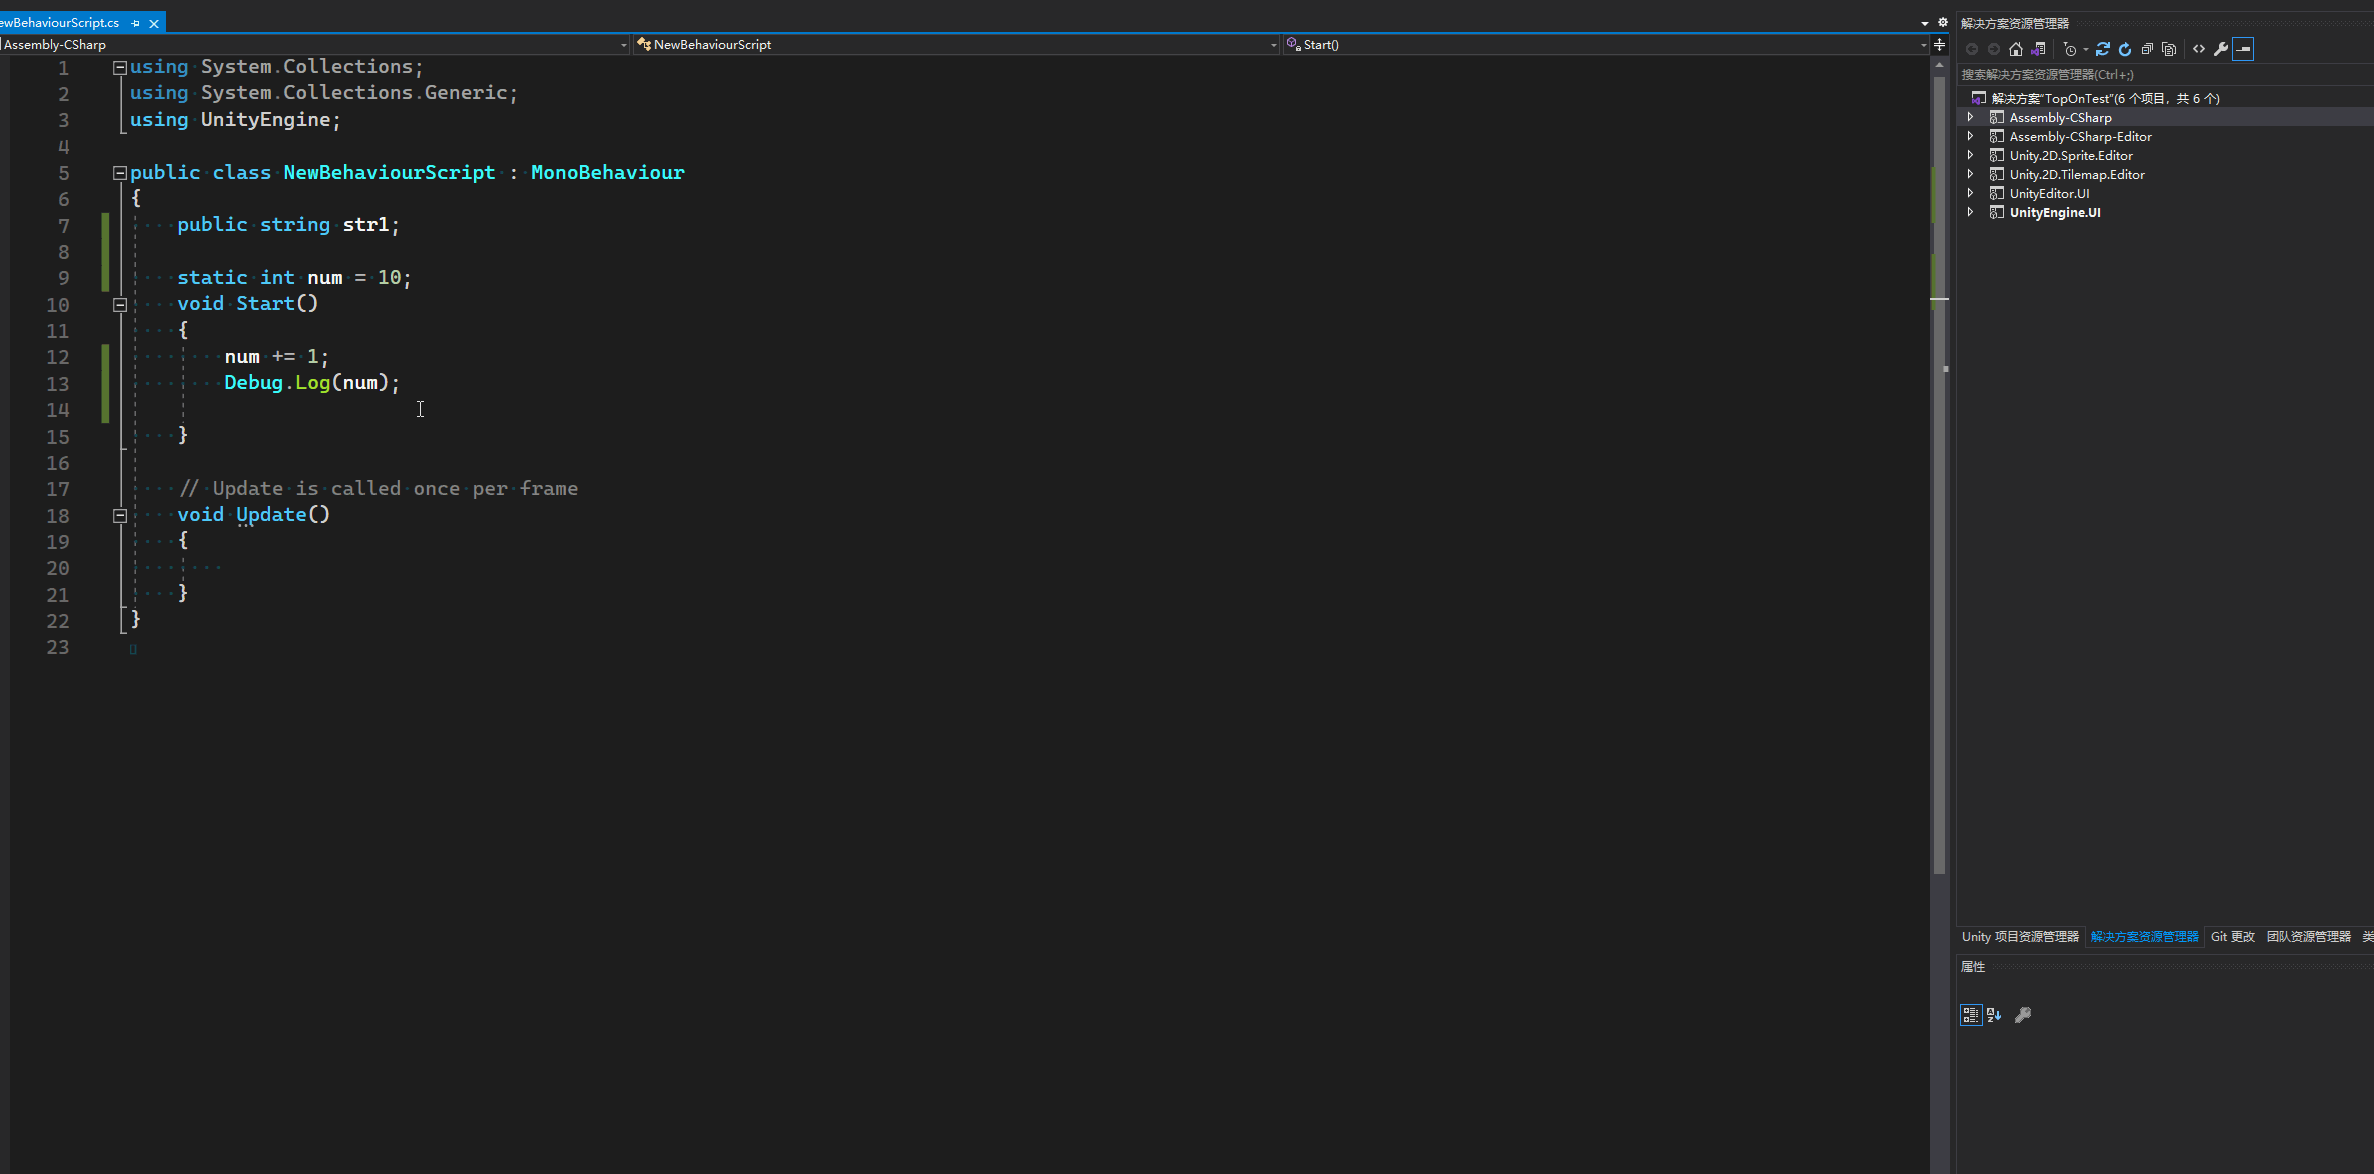 ewBehaviourScript.cs
Assembly-CSharp
NewBehaviourScript
Start()
1 using System.Collections;
2 using System.Collections.Generic;
3 using UnityEngine;
4
5 public class NewBehaviourScript : MonoBehaviour
6 {
7 public string str1;
8
9 static int num = 10;
10 void Start()
11 {
12 num += 1;
13 Debug.Log(num);
14
15 }
16
17 // Update is called once per frame
18 void Update()
19 {
20
21 }
22 }
23
解决方案资源管理器
搜索解决方案资源管理器(Ctrl+;)
解决方案"TopOnTest"(6 个项目，共 6 个)
Assembly-CSharp
Assembly-CSharp-Editor
Unity.2D.Sprite.Editor
Unity.2D.Tilemap.Editor
UnityEditor.UI
UnityEngine.UI
Unity 项目资源管理器 解决方案资源管理器 Git 更改 团队资源管理器 类
属性